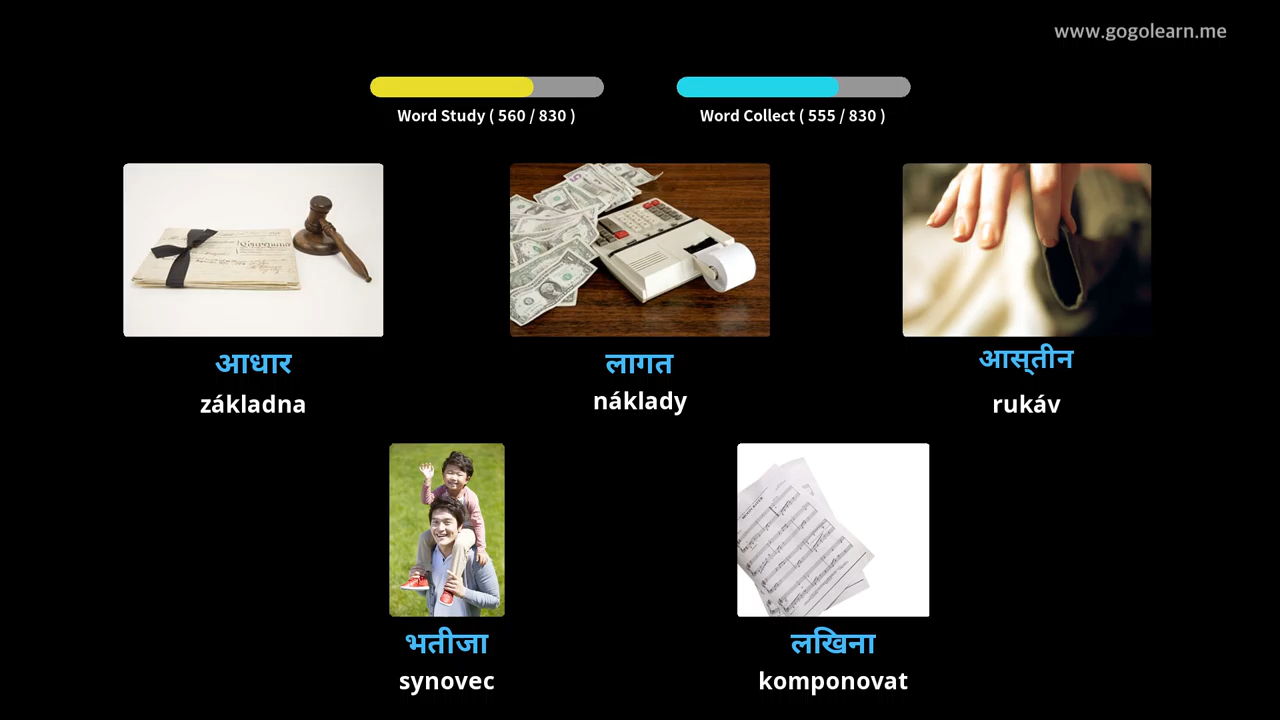 www.gogolearn.me
Word Study ( 560 / 830 )
Word Collect ( 555 / 830 )
आधार
लागत
आस्तीन
základna
náklady
rukáv
भतीजा
लखिना
synovec
komponovat